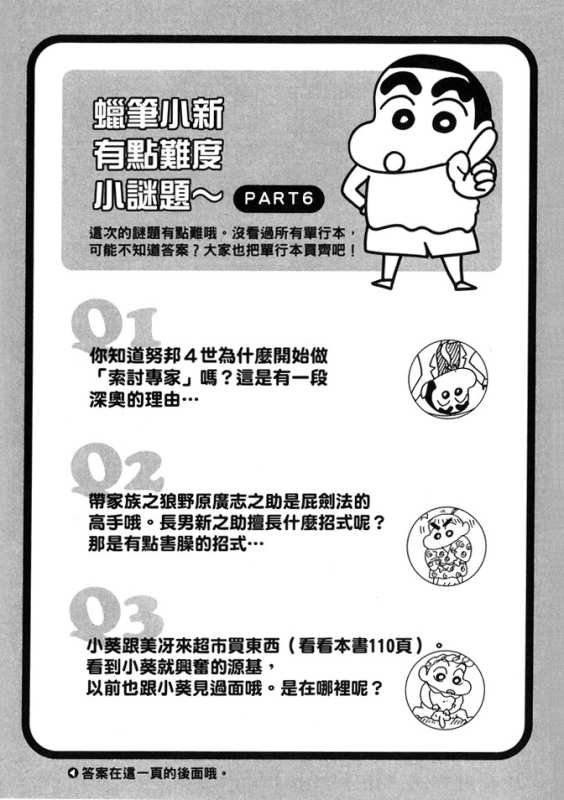 蠟筆小新
有點難度
小謎題～ PART6
這次的謎題有點難哦。沒看過所有單行本，
可能不知道答案？大家也把單行本買齊吧！
Q1
你知道努邦４世為什麼開始做
「索討專家」嗎？這是有一段
深奧的理由…
Q2
帶家族之狼野原廣志之助是屁劍法的
高手哦。長男新之助擅長什麼招式呢？
那是有點害臊的招式…
Q3
小葵跟美冴來超市買東西（看看本書110頁）。
看到小葵就興奮的源基，
以前也跟小葵見過面哦。是在哪裡呢？
答案在這一頁的後面哦。